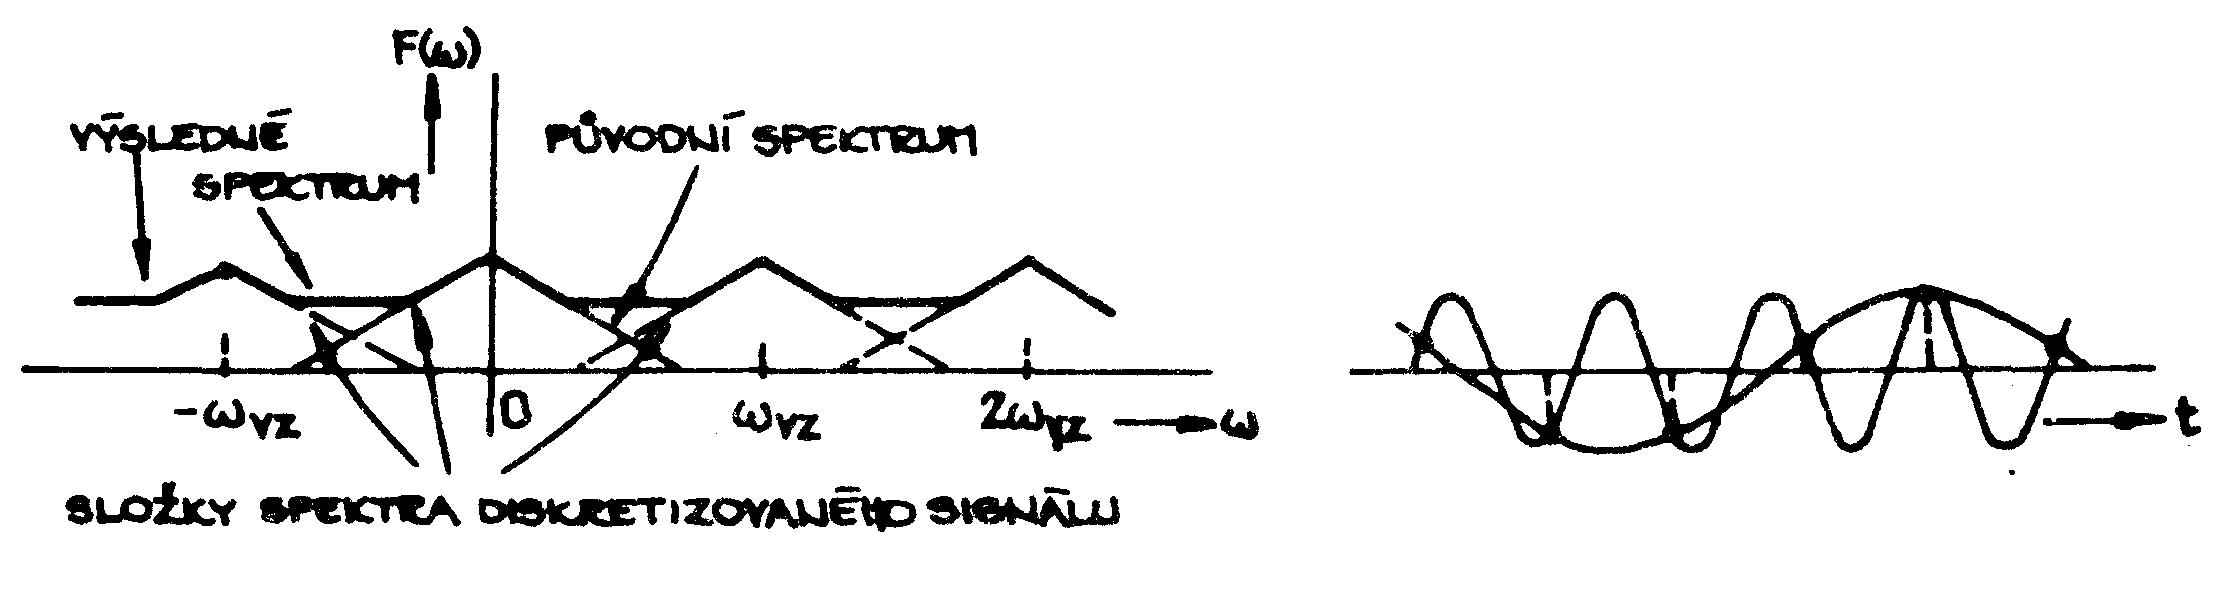 F(ω)
VÝSLEDNÉ
SPEKTRUM
PŮVODNÍ SPEKTRUM
-ωvz
0
ωvz
2ωvz
ω
t
SLOŽKY SPEKTRA DISKRETIZOVANÉHO SIGNÁLU